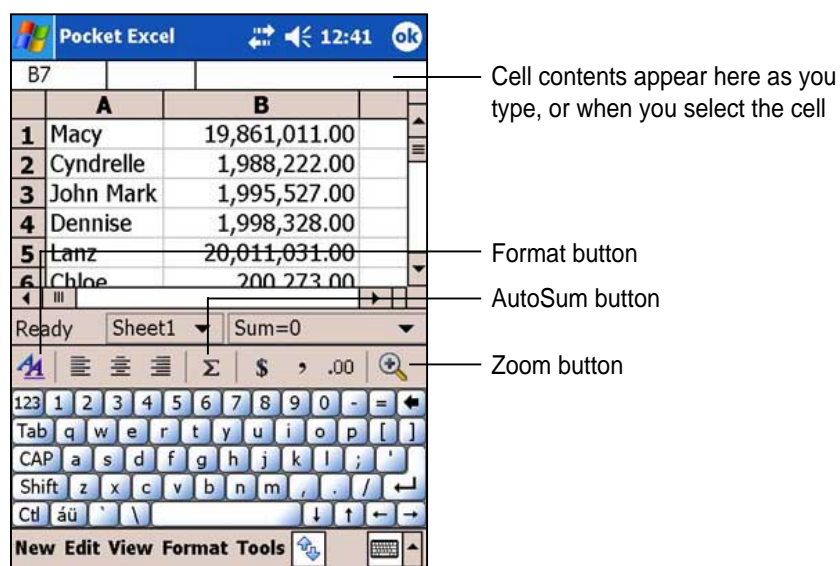 Pocket Excel 12:41 ok
B7
Cell contents appear here as you
type, or when you select the cell
A B
1 Macy 19,861,011.00
2 Cyndrelle 1,988,222.00
3 John Mark 1,995,527.00
4 Dennise 1,998,328.00
5 Lanz 20,011,031.00
6 Chloe 200,273.00
Format button
AutoSum button
Ready Sheet1 Sum=0
Zoom button
AA Σ $ , .00
123 1 2 3 4 5 6 7 8 9 0 - =
Tab q w e r t y u i o p [ ]
CAP a s d f g h j k l ; '
Shift z x c v b n m , . /
Ctl áü ` \
New Edit View Format Tools